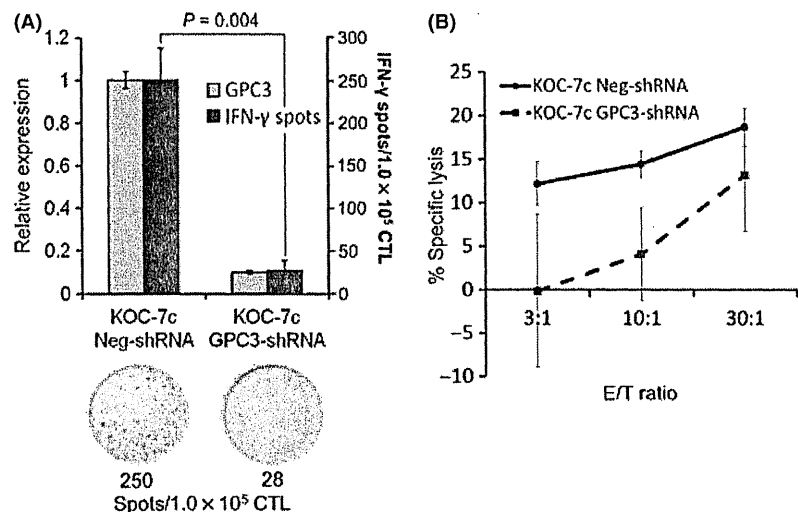 (A)
P = 0.004
1.2
1
0.8
0.6
0.4
0.2
0
Relative expression
GPC3
IFN-γ spots
300
250
200
150
100
50
0
IFN-γ spots/1.0 × 10⁵ CTL
KOC-7c
Neg-shRNA
KOC-7c
GPC3-shRNA
250
28
Spots/1.0 × 10⁵ CTL
(B)
KOC-7c Neg-shRNA
KOC-7c GPC3-shRNA
25
20
15
10
5
0
−5
−10
% Specific lysis
3:1
10:1
30:1
E/T ratio